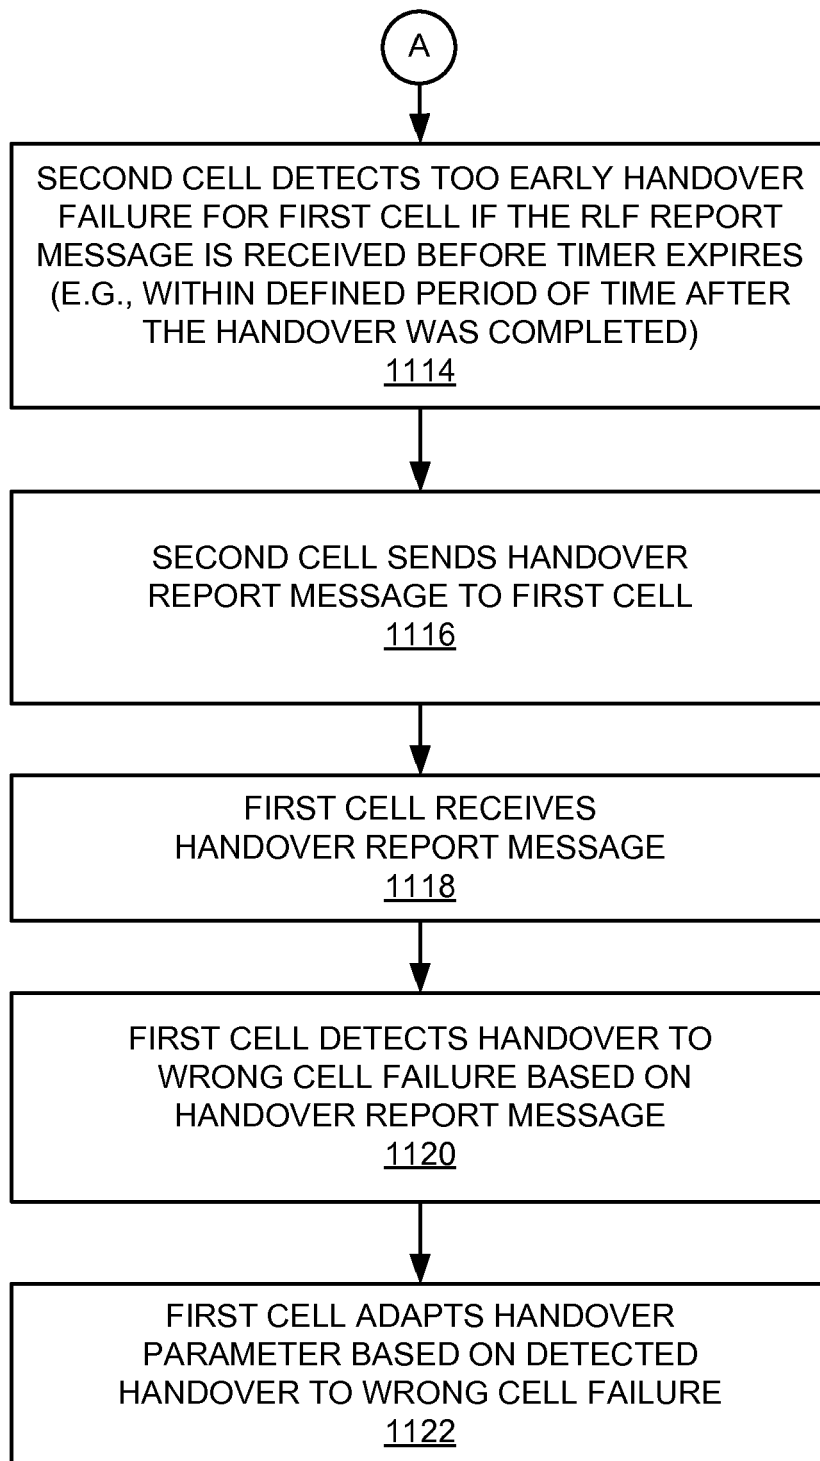 A
SECOND CELL DETECTS TOO EARLY HANDOVER
FAILURE FOR FIRST CELL IF THE RLF REPORT
MESSAGE IS RECEIVED BEFORE TIMER EXPIRES
(E.G., WITHIN DEFINED PERIOD OF TIME AFTER
THE HANDOVER WAS COMPLETED)
1114
SECOND CELL SENDS HANDOVER
REPORT MESSAGE TO FIRST CELL
1116
FIRST CELL RECEIVES
HANDOVER REPORT MESSAGE
1118
FIRST CELL DETECTS HANDOVER TO
WRONG CELL FAILURE BASED ON
HANDOVER REPORT MESSAGE
1120
FIRST CELL ADAPTS HANDOVER
PARAMETER BASED ON DETECTED
HANDOVER TO WRONG CELL FAILURE
1122